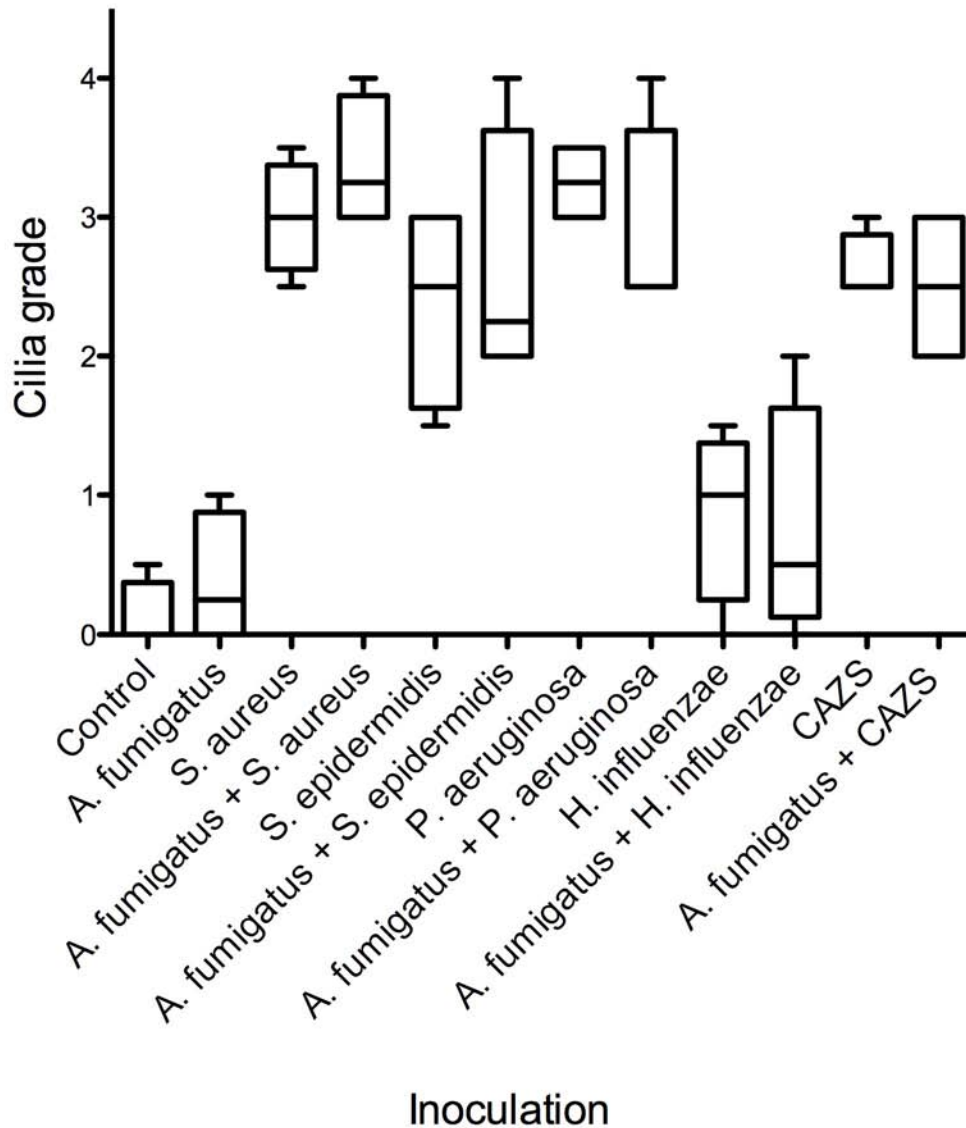 Cilia grade
4
3
2
1
0
Control
A. fumigatus
S. aureus
A. fumigatus + S. aureus
S. epidermidis
A. fumigatus + S. epidermidis
P. aeruginosa
A. fumigatus + P. aeruginosa
H. influenzae
A. fumigatus + H. influenzae
CAZS
A. fumigatus + CAZS
Inoculation